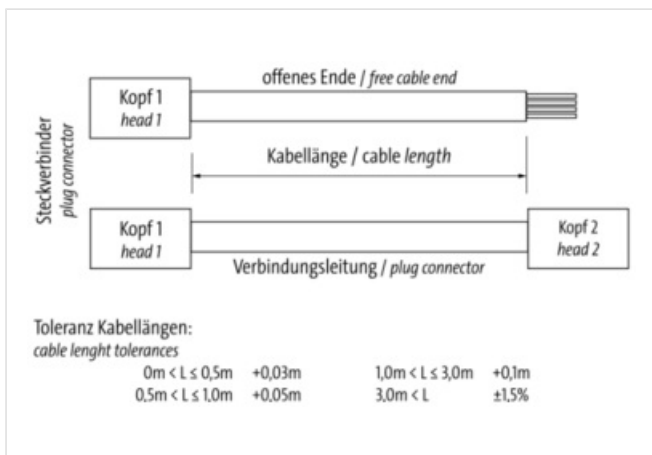 offenes Ende / free cable end
Kopf 1
head 1
Steckverbinder
plug connector
Kabellänge / cable length
Kopf 1
head 1
Kopf 2
head 2
Verbindungsleitung / plug connector
Toleranz Kabellängen:
cable lenght tolerances
0m < L ≤ 0,5m +0,03m 1,0m < L ≤ 3,0m +0,1m
0,5m < L ≤ 1,0m +0,05m 3,0m < L ±1,5%